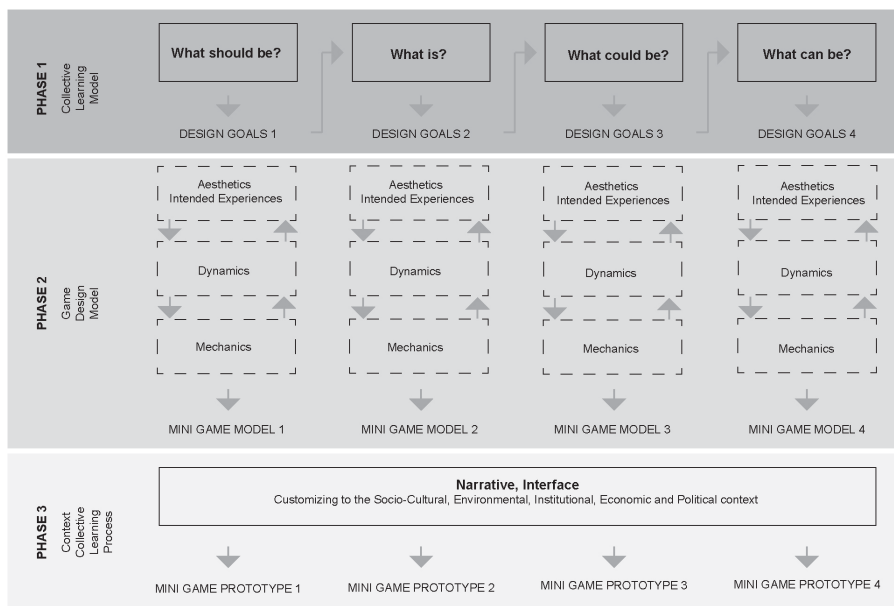 PHASE 1
Collective
Learning
Model
What should be?
What is?
What could be?
What can be?
DESIGN GOALS 1
DESIGN GOALS 2
DESIGN GOALS 3
DESIGN GOALS 4
PHASE 2
Game
Design
Model
Aesthetics
Intended Experiences
Aesthetics
Intended Experiences
Aesthetics
Intended Experiences
Aesthetics
Intended Experiences
Dynamics
Dynamics
Dynamics
Dynamics
Mechanics
Mechanics
Mechanics
Mechanics
MINI GAME MODEL 1
MINI GAME MODEL 2
MINI GAME MODEL 3
MINI GAME MODEL 4
PHASE 3
Context
Collective
Learning
Process
Narrative, Interface
Customizing to the Socio-Cultural, Environmental, Institutional, Economic and Political context
MINI GAME PROTOTYPE 1
MINI GAME PROTOTYPE 2
MINI GAME PROTOTYPE 3
MINI GAME PROTOTYPE 4